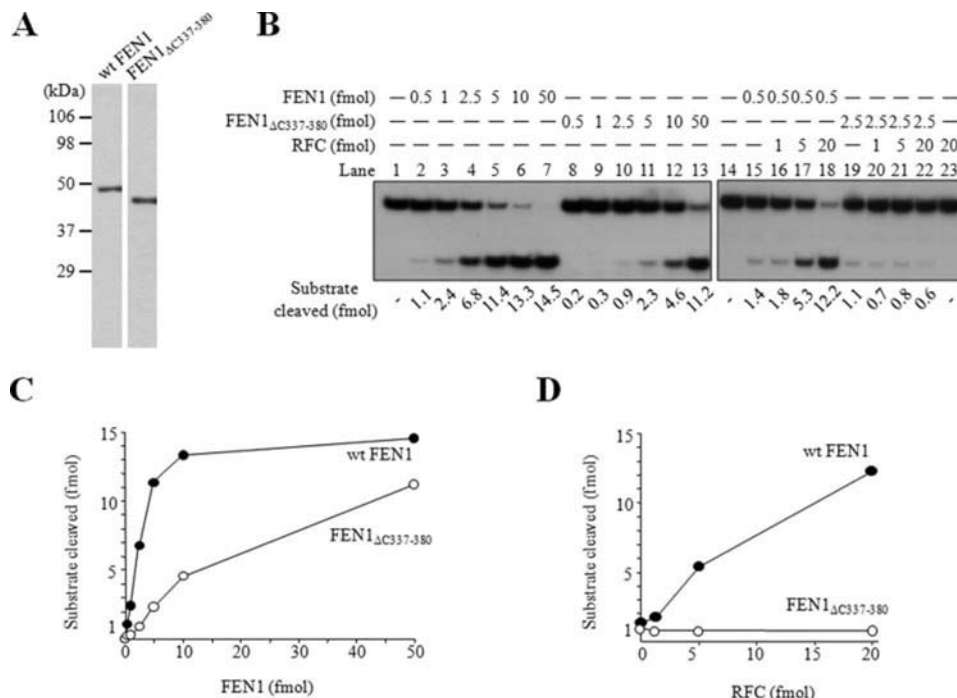 A
wt FEN1
FEN1ΔC337-380
(kDa)
106
98
50
37
29
B
FEN1 (fmol) — 0.5 1 2.5 5 10 50 — — — — — — — 0.5 0.5 0.5 0.5 — — — — —
FEN1ΔC337-380 (fmol) — — — — — — — 0.5 1 2.5 5 10 50 — — — — — 2.5 2.5 2.5 2.5 —
RFC (fmol) — — — — — — — — — — — — — — — 1 5 20 — 1 5 20 20
Lane 1 2 3 4 5 6 7 8 9 10 11 12 13 14 15 16 17 18 19 20 21 22 23
Substrate
cleaved (fmol) - 1.1 2.4 6.8 11.4 13.3 14.5 0.2 0.3 0.9 2.3 4.6 11.2 - 1.4 1.8 5.3 12.2 1.1 0.7 0.8 0.6 -
C
Substrate cleaved (fmol)
15
10
5
1
wt FEN1
FEN1ΔC337-380
0 10 20 30 40 50
FEN1 (fmol)
D
Substrate cleaved (fmol)
15
10
5
1
wt FEN1
FEN1ΔC337-380
0 5 10 15 20
RFC (fmol)